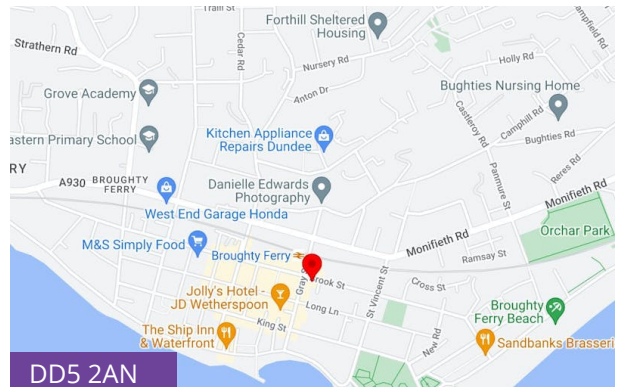 Tram St
Forthill Sheltered
Housing
Strathern Rd
Cedar Rd
Nursery Rd
Campfield Rd
Holly Rd
Grove Academy
Anton Dr
Bughties Nursing Home
Castleroy Rd
Camphill Rd
Kitchen Appliance
Repairs Dundee
astern Primary School
Bughties Rd
RY
A930
BROUGHTY
FERRY
Danielle Edwards
Photography
Panmure St
Reres Rd
Monifieth Rd
West End Garage Honda
Orchar Park
M&S Simply Food
Monifieth Rd
Broughty Ferry
Ramsay St
Gray S
Brook St
Cross St
St Vincent St
Jolly's Hotel -
JD Wetherspoon
Long Ln
Broughty
Ferry Beach
King St
The Ship Inn
& Waterfront
New Rd
Sandbanks Brasseri
DD5 2AN